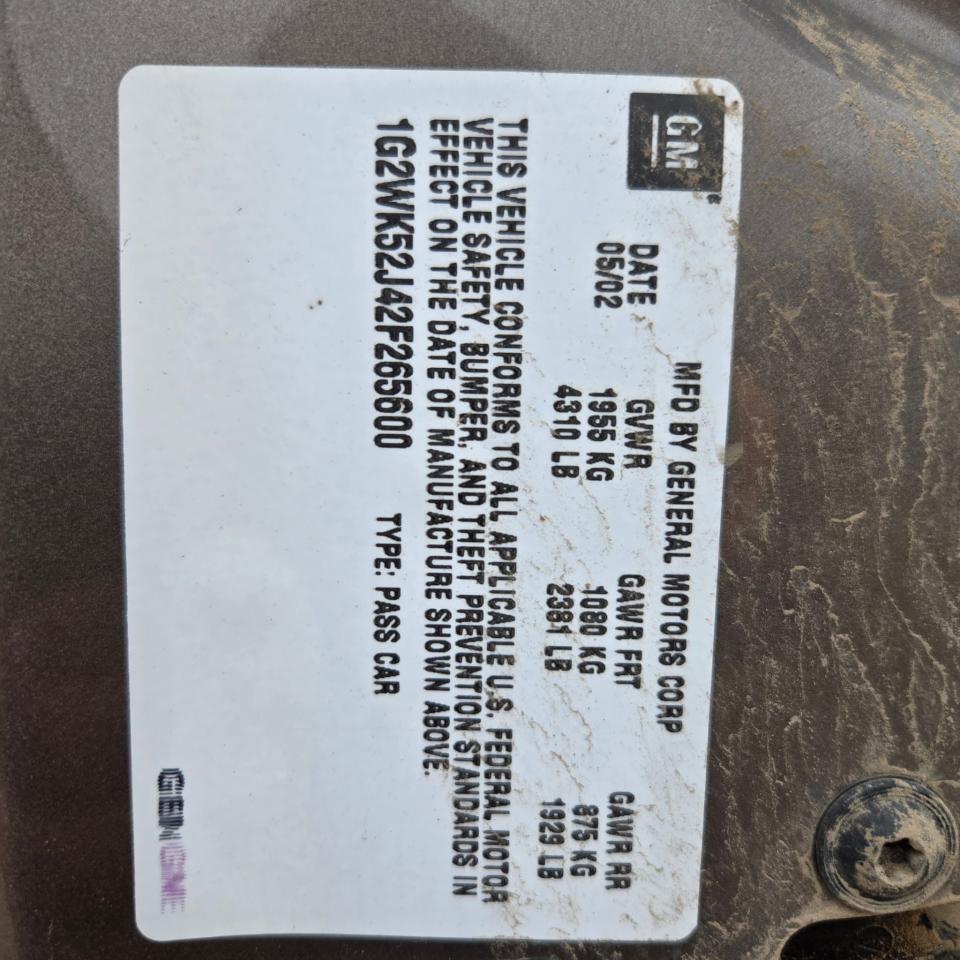 GM
MFD BY GENERAL MOTORS CORP
DATE GVWR GAWR FRT GAWR RR
05/02 1955 KG 1080 KG 875 KG
4310 LB 2381 LB 1929 LB
THIS VEHICLE CONFORMS TO ALL APPLICABLE U.S. FEDERAL MOTOR
VEHICLE SAFETY, BUMPER, AND THEFT PREVENTION STANDARDS IN
EFFECT ON THE DATE OF MANUFACTURE SHOWN ABOVE.
1G2WK52J42F265600 TYPE: PASS CAR